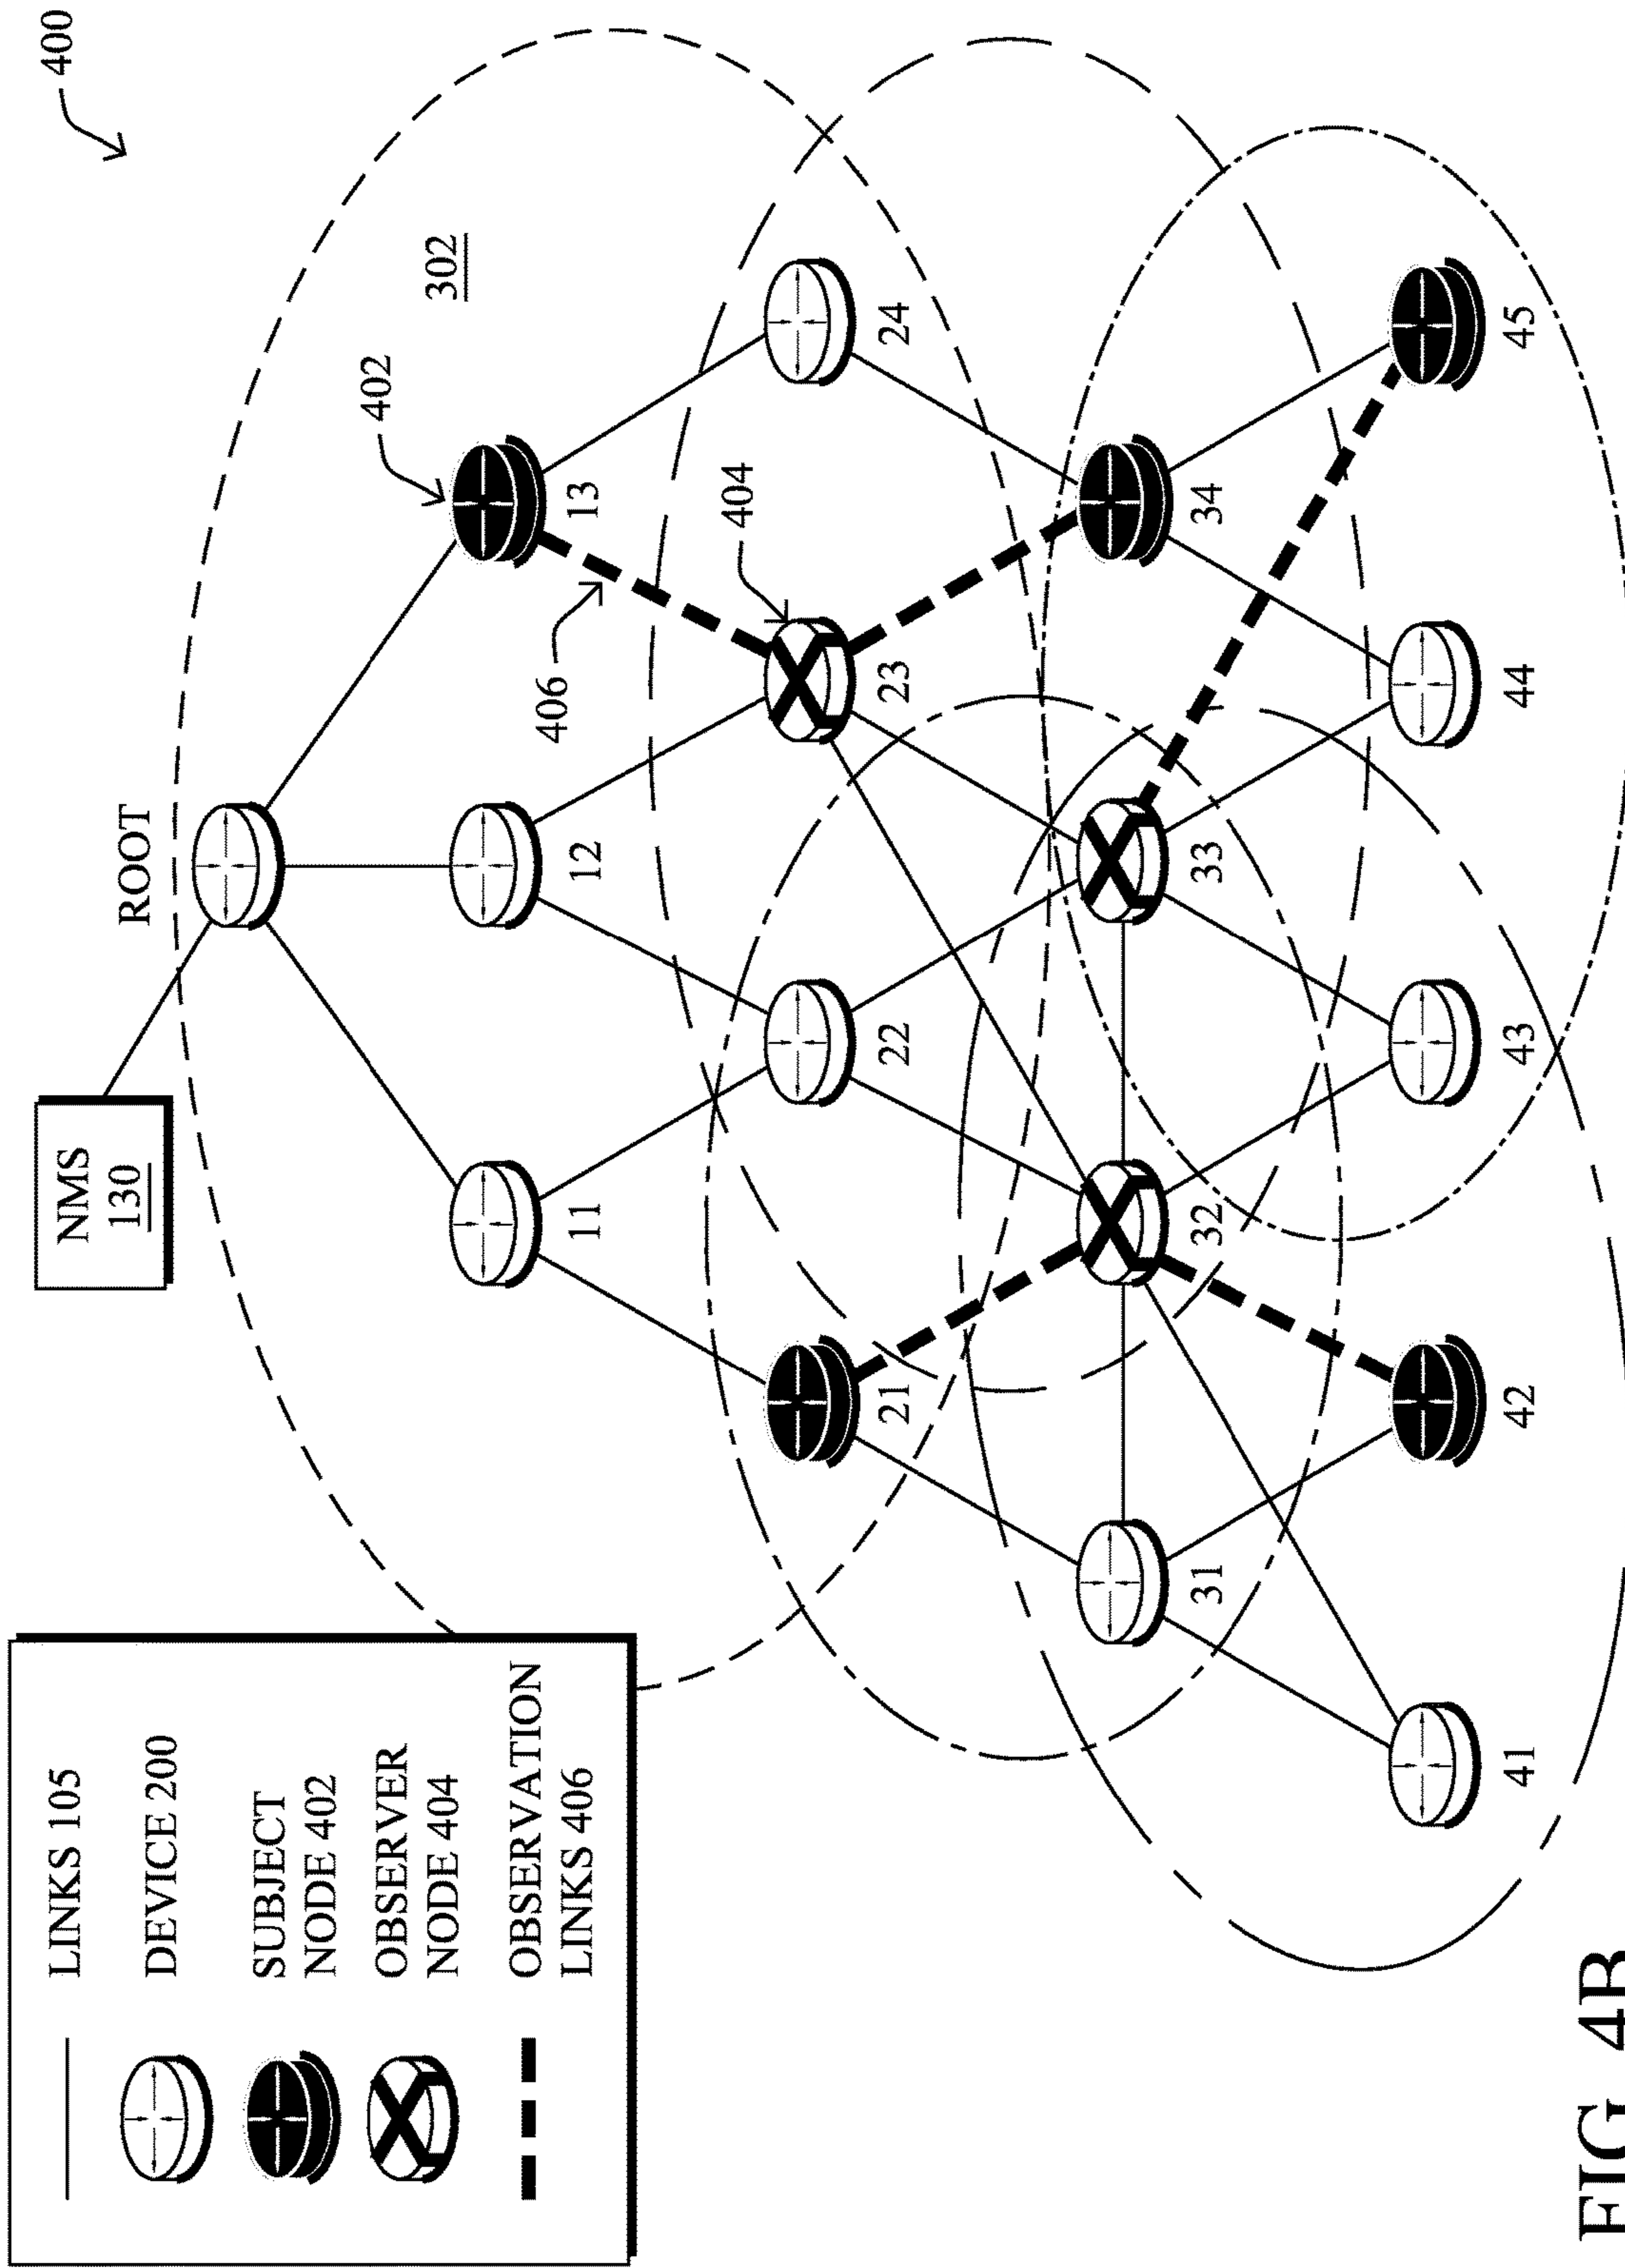 400
NMS
130
ROOT
302
402
11
12
13
406
404
21
22
23
24
31
32
33
34
41
42
43
44
45
LINKS 105
DEVICE 200
SUBJECT
NODE 402
OBSERVER
NODE 404
OBSERVATION
LINKS 406
FIG. 4B